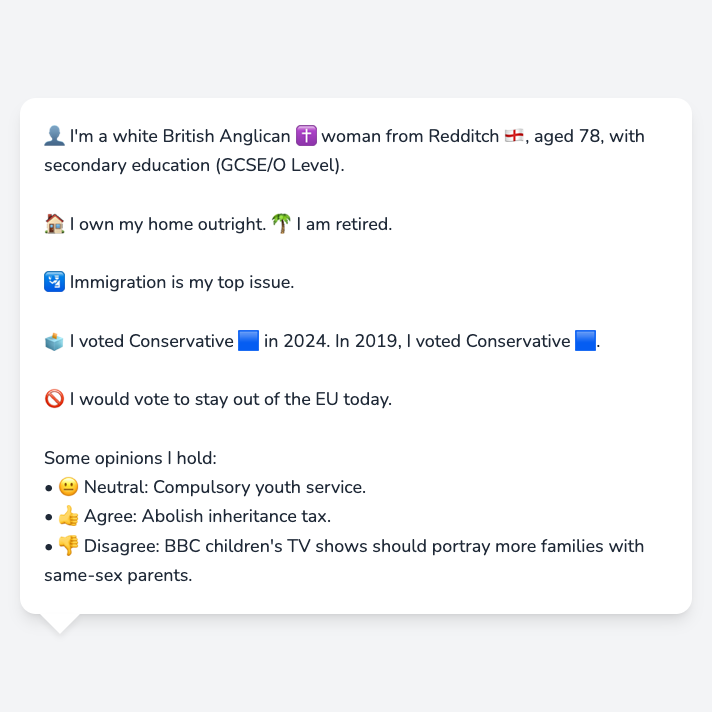 👤 I'm a white British Anglican ✝️ woman from Redditch 🏴󠁧󠁢󠁥󠁮󠁧󠁿, aged 78, with
secondary education (GCSE/O Level).
🏠 I own my home outright. 🌴 I am retired.
🛂 Immigration is my top issue.
🗳️ I voted Conservative 🟦 in 2024. In 2019, I voted Conservative 🟦.
🚫 I would vote to stay out of the EU today.
Some opinions I hold:
• 😐 Neutral: Compulsory youth service.
• 👍 Agree: Abolish inheritance tax.
• 👎 Disagree: BBC children's TV shows should portray more families with
same-sex parents.